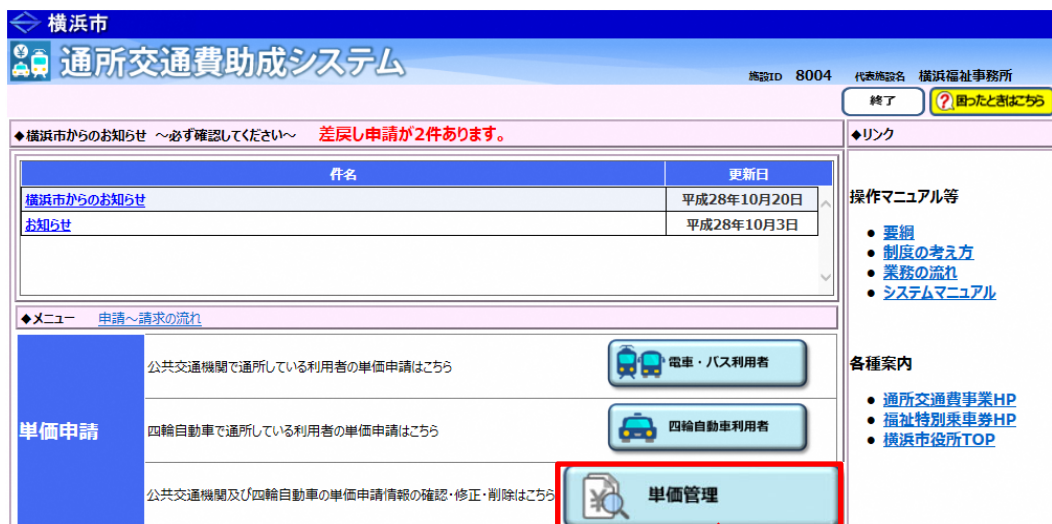 横浜市
通所交通費助成システム
施設ID 8004 代表施設名 横浜福祉事務所
終了 ?困ったときはこちら
◆横浜市からのお知らせ ～必ず確認してください～ 差戻し申請が2件あります。
◆リンク
件名 更新日
横浜市からのお知らせ 平成28年10月20日
お知らせ 平成28年10月3日
操作マニュアル等
● 要綱
● 制度の考え方
● 業務の流れ
● システムマニュアル
◆メニュー 申請～請求の流れ
単価申請
公共交通機関で通所している利用者の単価申請はこちら 電車・バス利用者
四輪自動車で通所している利用者の単価申請はこちら 四輪自動車利用者
公共交通機関及び四輪自動車の単価申請情報の確認・修正・削除はこちら ¥ 単価管理
各種案内
● 通所交通費事業HP
● 福祉特別乗車券HP
● 横浜市役所TOP